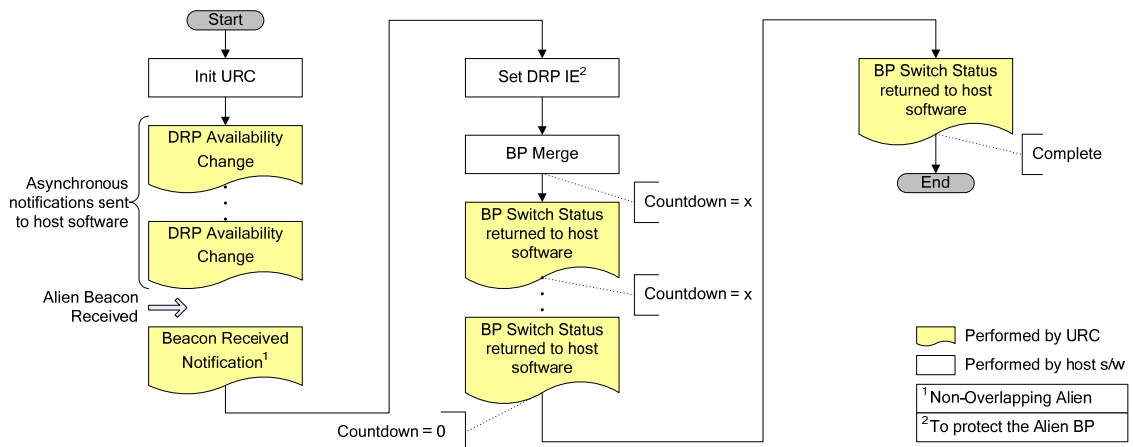 Start
Init URC
DRP Availability
Change
Asynchronous
notifications sent
to host software
DRP Availability
Change
Alien Beacon
Received
Beacon Received
Notification1
Set DRP IE2
BP Merge
Countdown = x
BP Switch Status
returned to host
software
Countdown = x
BP Switch Status
returned to host
software
Countdown = 0
BP Switch Status
returned to host
software
Complete
End
Performed by URC
Performed by host s/w
1Non-Overlapping Alien
2To protect the Alien BP